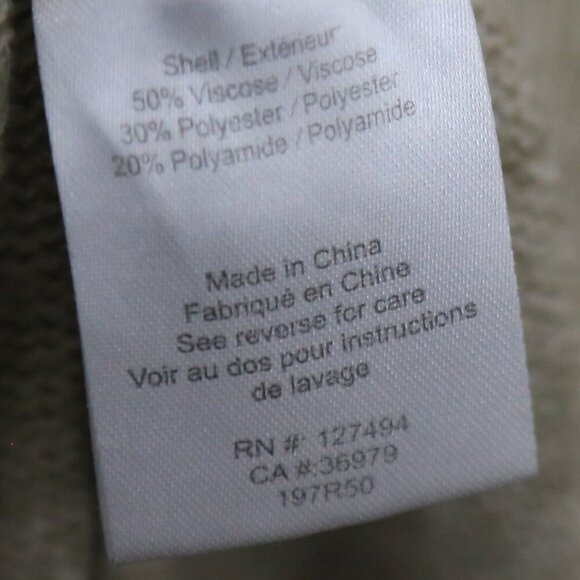 Shell / Extérieur
50% Viscose / Viscose
30% Polyester / Polyester
20% Polyamide / Polyamide
Made in China
Fabriqué en Chine
See reverse for care
Voir au dos pour instructions
de lavage
RN #: 127494
CA #:36979
197R50